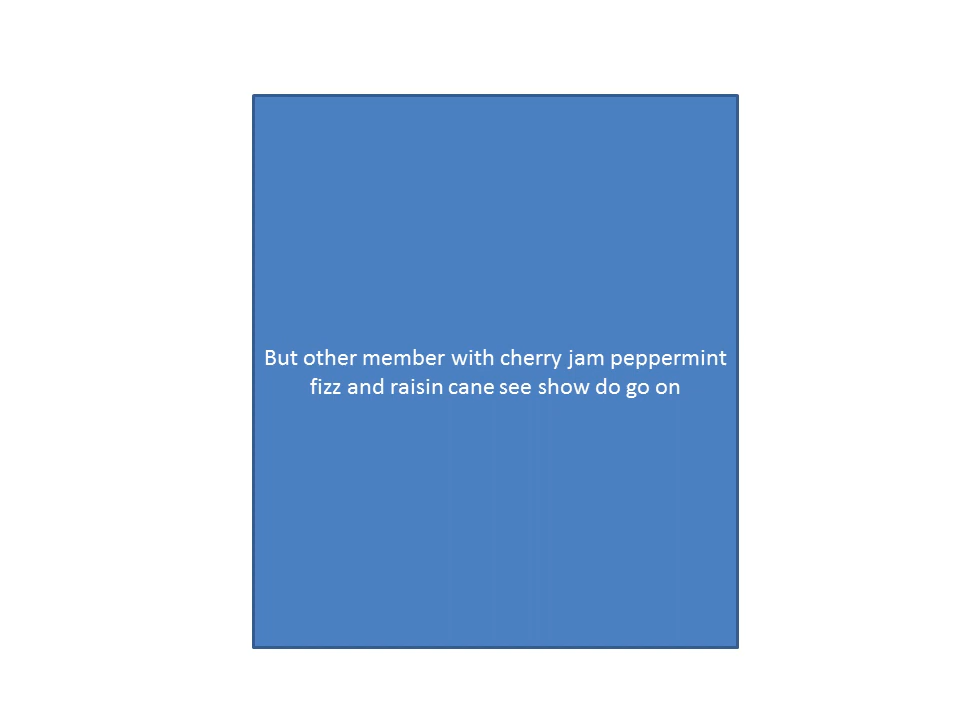 But other member with cherry jam peppermint
fizz and raisin cane see show do go on